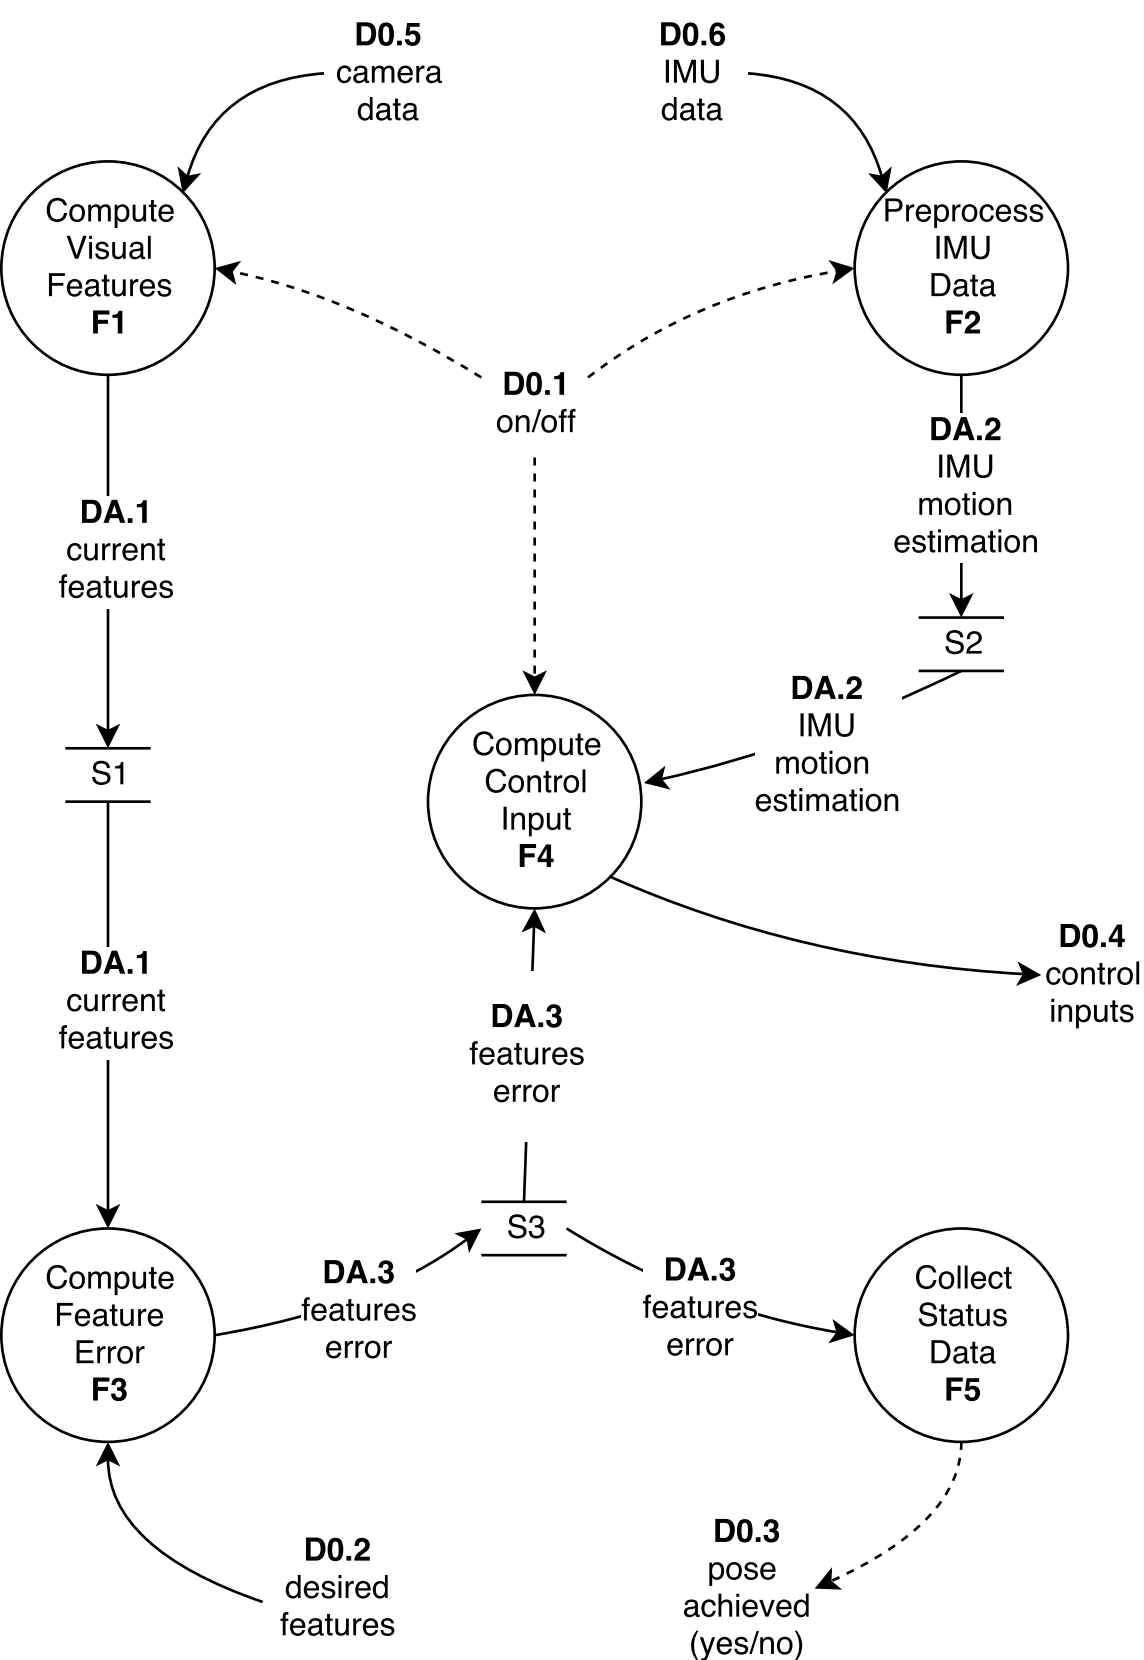 D0.5
camera
data
D0.6
IMU
data
Compute
Visual
Features
F1
Preprocess
IMU
Data
F2
D0.1
on/off
DA.2
IMU
motion
estimation
DA.1
current
features
S2
DA.2
IMU
motion
estimation
Compute
Control
Input
F4
S1
D0.4
control
inputs
DA.1
current
features
DA.3
features
error
S3
DA.3
features
error
DA.3
features
error
Compute
Feature
Error
F3
Collect
Status
Data
F5
D0.2
desired
features
D0.3
pose
achieved
(yes/no)